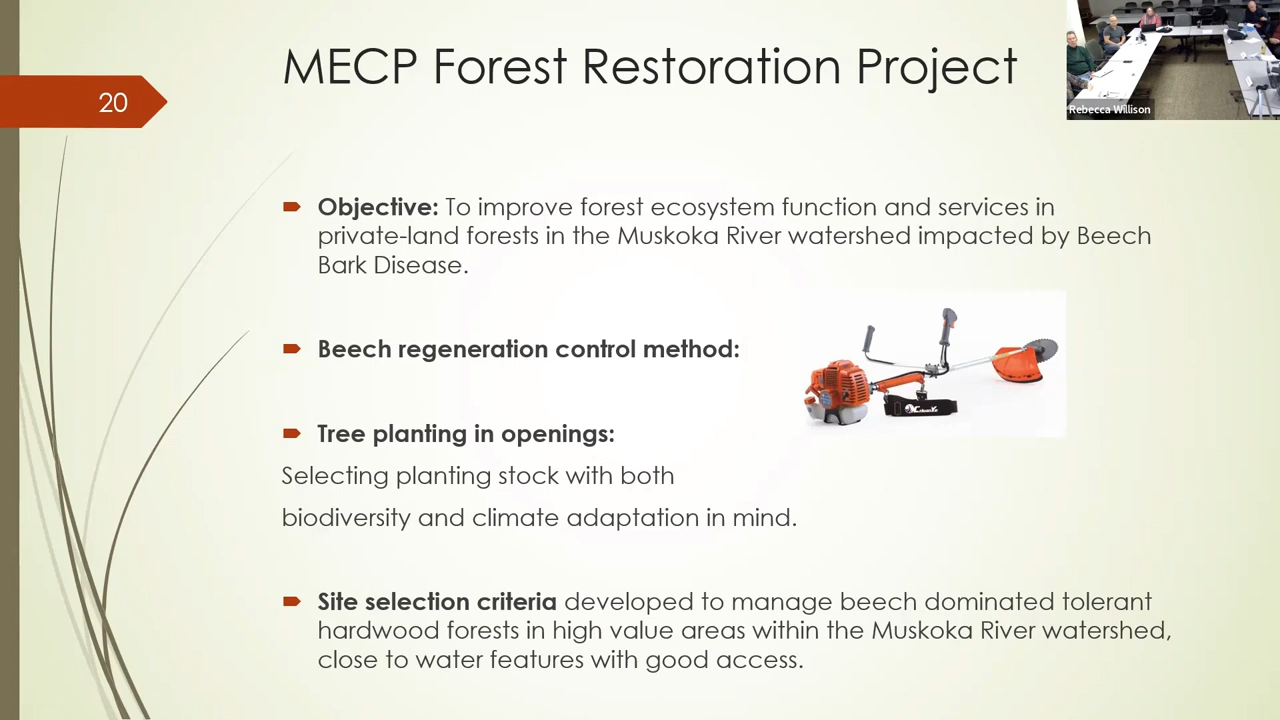 MECP Forest Restoration Project
20
Rebecca Willison
Objective: To improve forest ecosystem function and services in
private-land forests in the Muskoka River watershed impacted by Beech
Bark Disease.
Beech regeneration control method:
Tree planting in openings:
Selecting planting stock with both
biodiversity and climate adaptation in mind.
Site selection criteria developed to manage beech dominated tolerant
hardwood forests in high value areas within the Muskoka River watershed,
close to water features with good access.